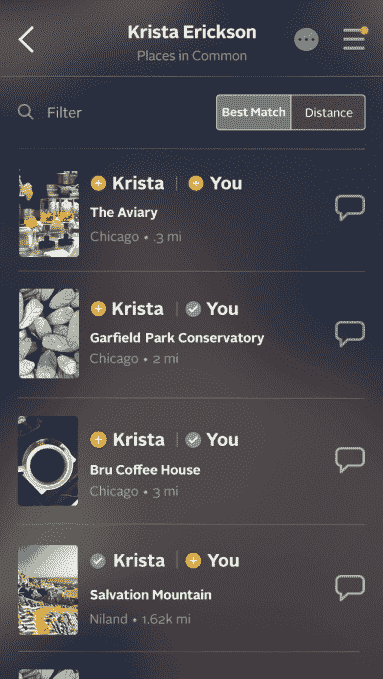 Krista Erickson
Places in Common
Filter
Best Match
Distance
Krista | You
The Aviary
Chicago • .3 mi
Krista | You
Garfield Park Conservatory
Chicago • 2 mi
Krista | You
Bru Coffee House
Chicago • 3 mi
Krista | You
Salvation Mountain
Niland • 1.62k mi